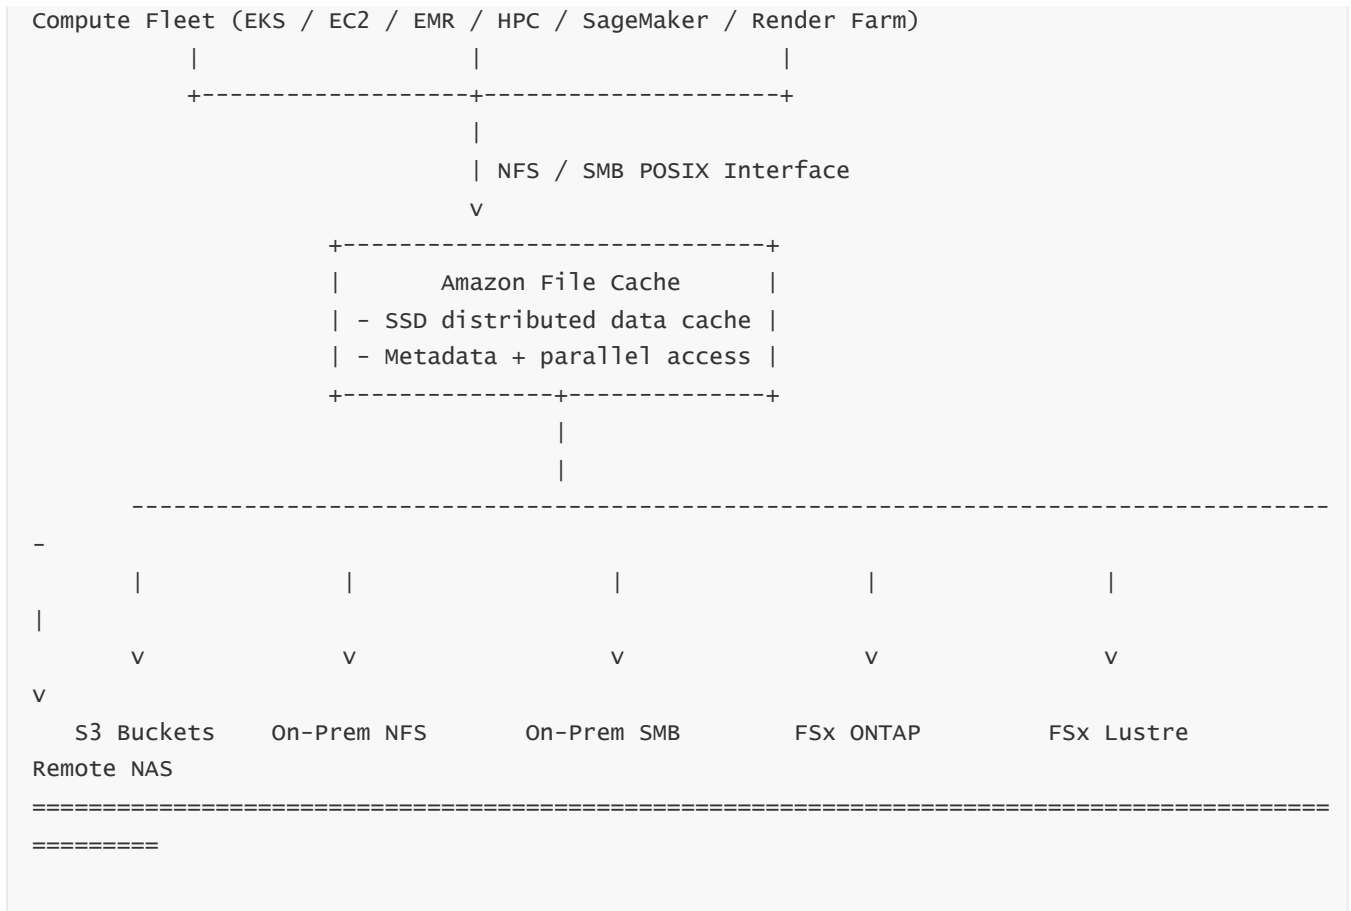 Compute Fleet (EKS / EC2 / EMR / HPC / SageMaker / Render Farm)
           |                   |                     |
           +-------------------+---------------------+
                               |
                               | NFS / SMB POSIX Interface
                               v
                     +------------------------------+
                     |       Amazon File Cache      |
                     | - SSD distributed data cache |
                     | - Metadata + parallel access |
                     +---------------+--------------+
                                     |
                                     |
       -------------------------------------------------------------------------------------
-
       |              |                  |                 |                |
|
       v              v                  v                 v                v
v
   S3 Buckets    On-Prem NFS       On-Prem SMB        FSx ONTAP         FSx Lustre
Remote NAS
============================================================================================
=========